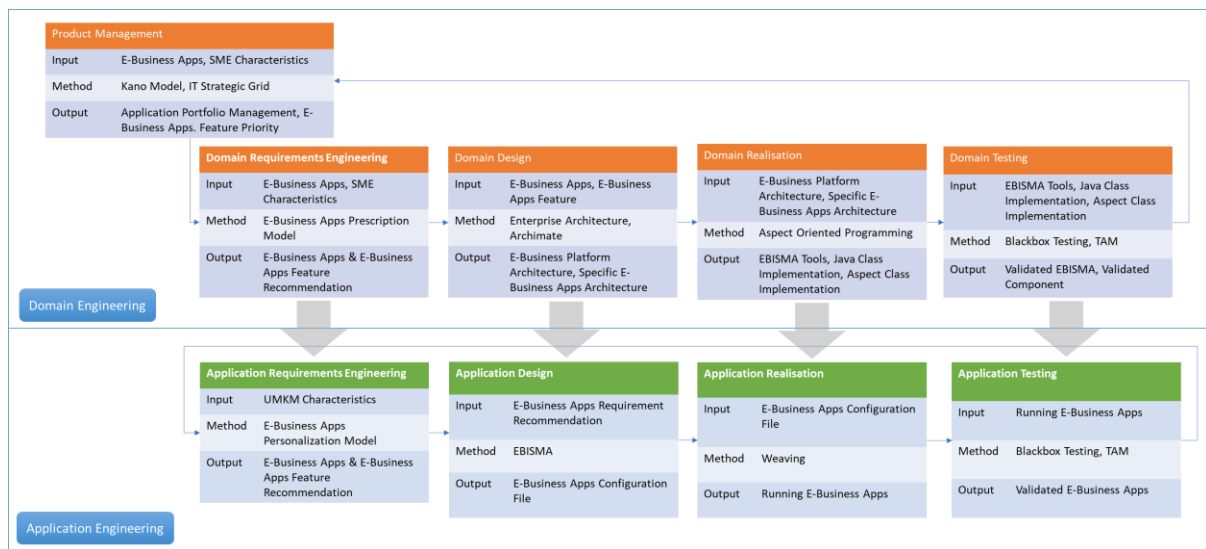 Product Management
Input E-Business Apps, SME Characteristics
Method Kano Model, IT Strategic Grid
Output Application Portfolio Management, E-
Business Apps. Feature Priority
Domain Requirements Engineering
Input E-Business Apps, SME
Characteristics
Method E-Business Apps Prescription
Model
Output E-Business Apps & E-Business
Apps Feature
Recommendation
Domain Design
Input E-Business Apps, E-Business
Apps Feature
Method Enterprise Architecture,
Archimate
Output E-Business Platform
Architecture, Specific E-
Business Apps Architecture
Domain Realisation
Input E-Business Platform
Architecture, Specific E-
Business Apps Architecture
Method Aspect Oriented Programming
Output EBISMA Tools, Java Class
Implementation, Aspect Class
Implementation
Domain Testing
Input EBISMA Tools, Java Class
Implementation, Aspect Class
Implementation
Method Blackbox Testing, TAM
Output Validated EBISMA, Validated
Component
Domain Engineering
Application Requirements Engineering
Input UMKM Characteristics
Method E-Business Apps
Personalization Model
Output E-Business Apps & E-Business
Apps Feature
Recommendation
Application Design
Input E-Business Apps Requirement
Recommendation
Method EBISMA
Output E-Business Apps Configuration
File
Application Realisation
Input E-Business Apps Configuration
File
Method Weaving
Output Running E-Business Apps
Application Testing
Input Running E-Business Apps
Method Blackbox Testing, TAM
Output Validated E-Business Apps
Application Engineering